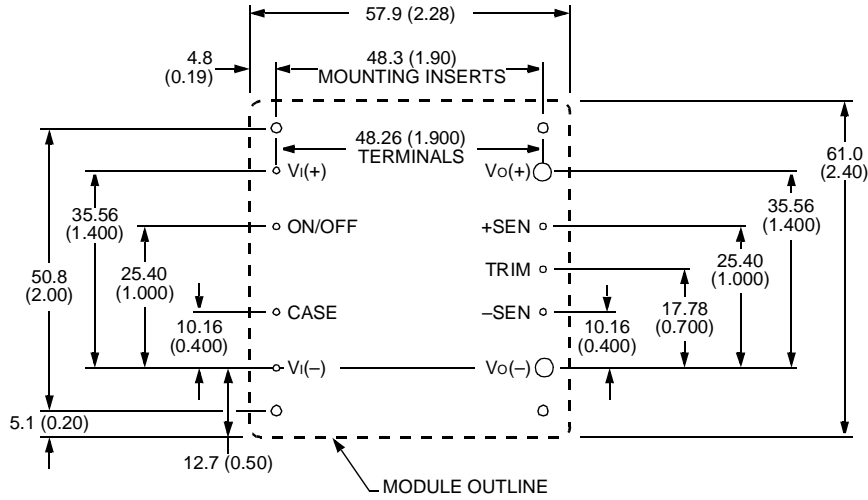 57.9 (2.28)
4.8
(0.19)
48.3 (1.90)
MOUNTING INSERTS
48.26 (1.900)
TERMINALS
VI(+)
VO(+)
61.0
(2.40)
35.56
(1.400)
35.56
(1.400)
ON/OFF
+SEN
50.8
(2.00)
25.40
(1.000)
25.40
(1.000)
TRIM
17.78
(0.700)
CASE
–SEN
10.16
(0.400)
10.16
(0.400)
VI(–)
VO(–)
5.1 (0.20)
12.7 (0.50)
MODULE OUTLINE